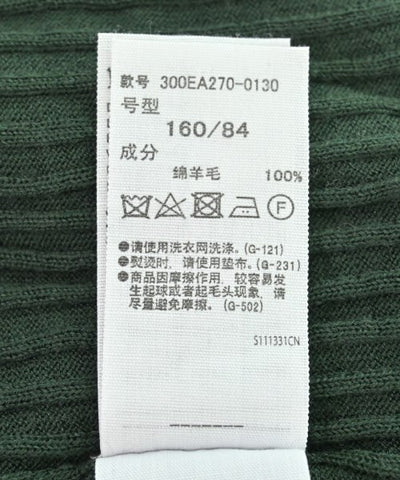 款号 300EA270-0130
号型
160/84
成分
绵羊毛 100%
F
●请使用洗衣网洗涤。(G-121)
●熨烫时，请使用垫布。(G-231)
●商品因摩擦作用，较容易发
生起球或者起毛头现象，请
尽量避免摩擦。(G-502)
S111331CN